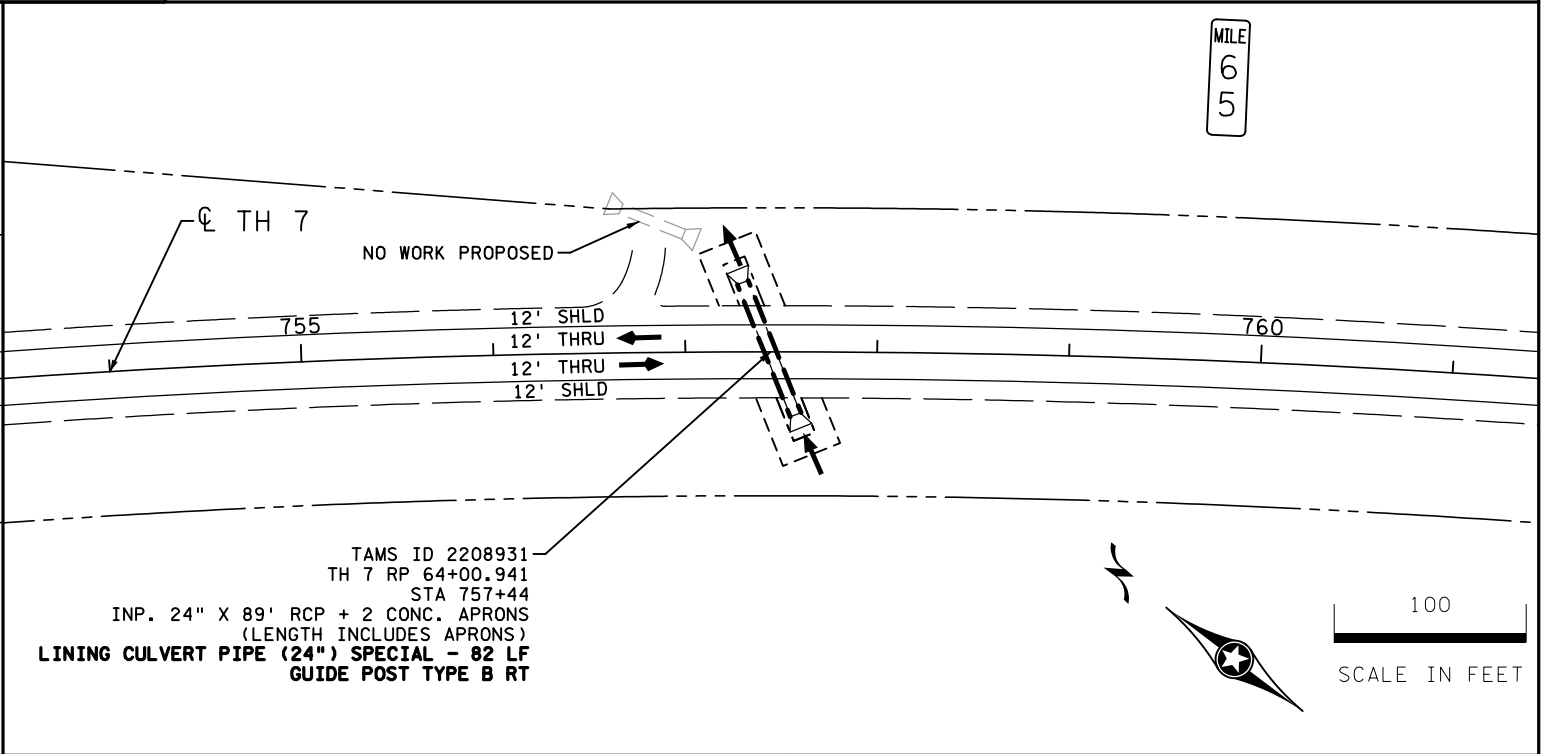 MILE
6
5
℄ TH 7
NO WORK PROPOSED
12' SHLD
755
760
12' THRU
12' THRU
12' SHLD
TAMS ID 2208931
TH 7 RP 64+00.941
STA 757+44
INP. 24" X 89' RCP + 2 CONC. APRONS
(LENGTH INCLUDES APRONS)
LINING CULVERT PIPE (24") SPECIAL - 82 LF
GUIDE POST TYPE B RT
N
100
SCALE IN FEET